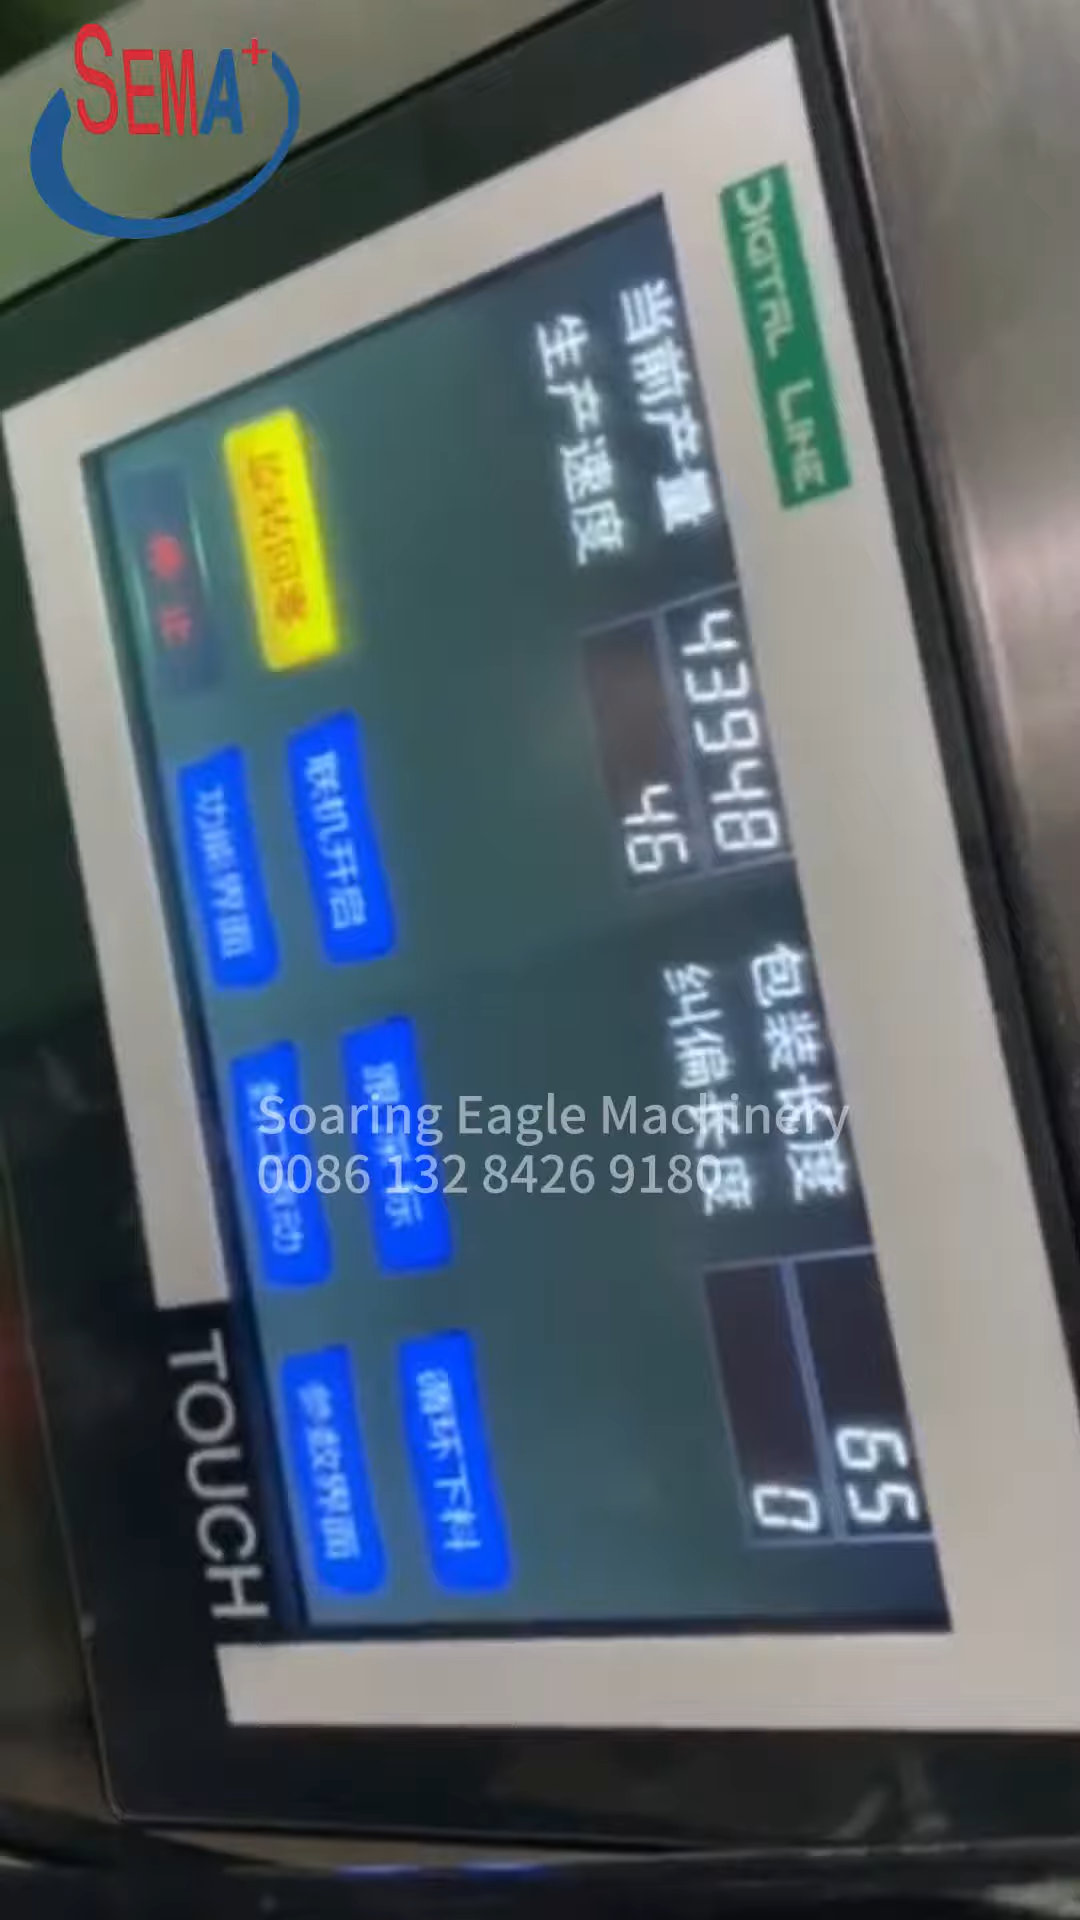 SEMA+
DIGITAL LINE
当前产量 43948 包装长度 65
生产速度 46 纠偏长度 0
联机开启
循环下料
停止
功能界面
参数界面
TOUCH
Soaring Eagle Machinery
0086 132 8426 9180